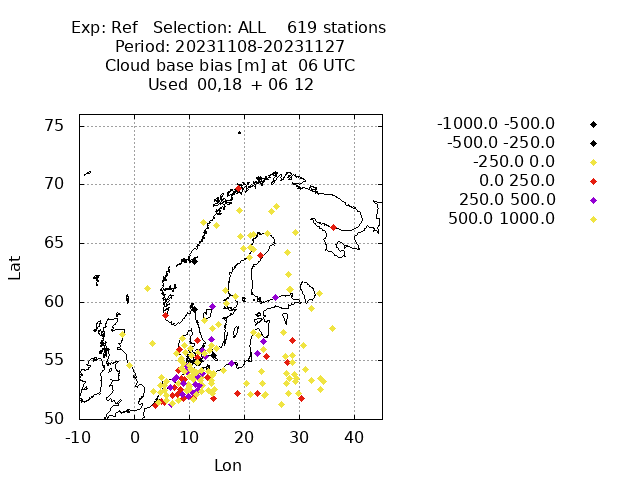 Exp: Ref Selection: ALL 619 stations
Period: 20231108-20231127
Cloud base bias [m] at 06 UTC
Used 00,18 + 06 12
-1000.0 -500.0
-500.0 -250.0
-250.0 0.0
0.0 250.0
250.0 500.0
500.0 1000.0
75
70
65
60
55
50
Lat
-10 0 10 20 30 40
Lon